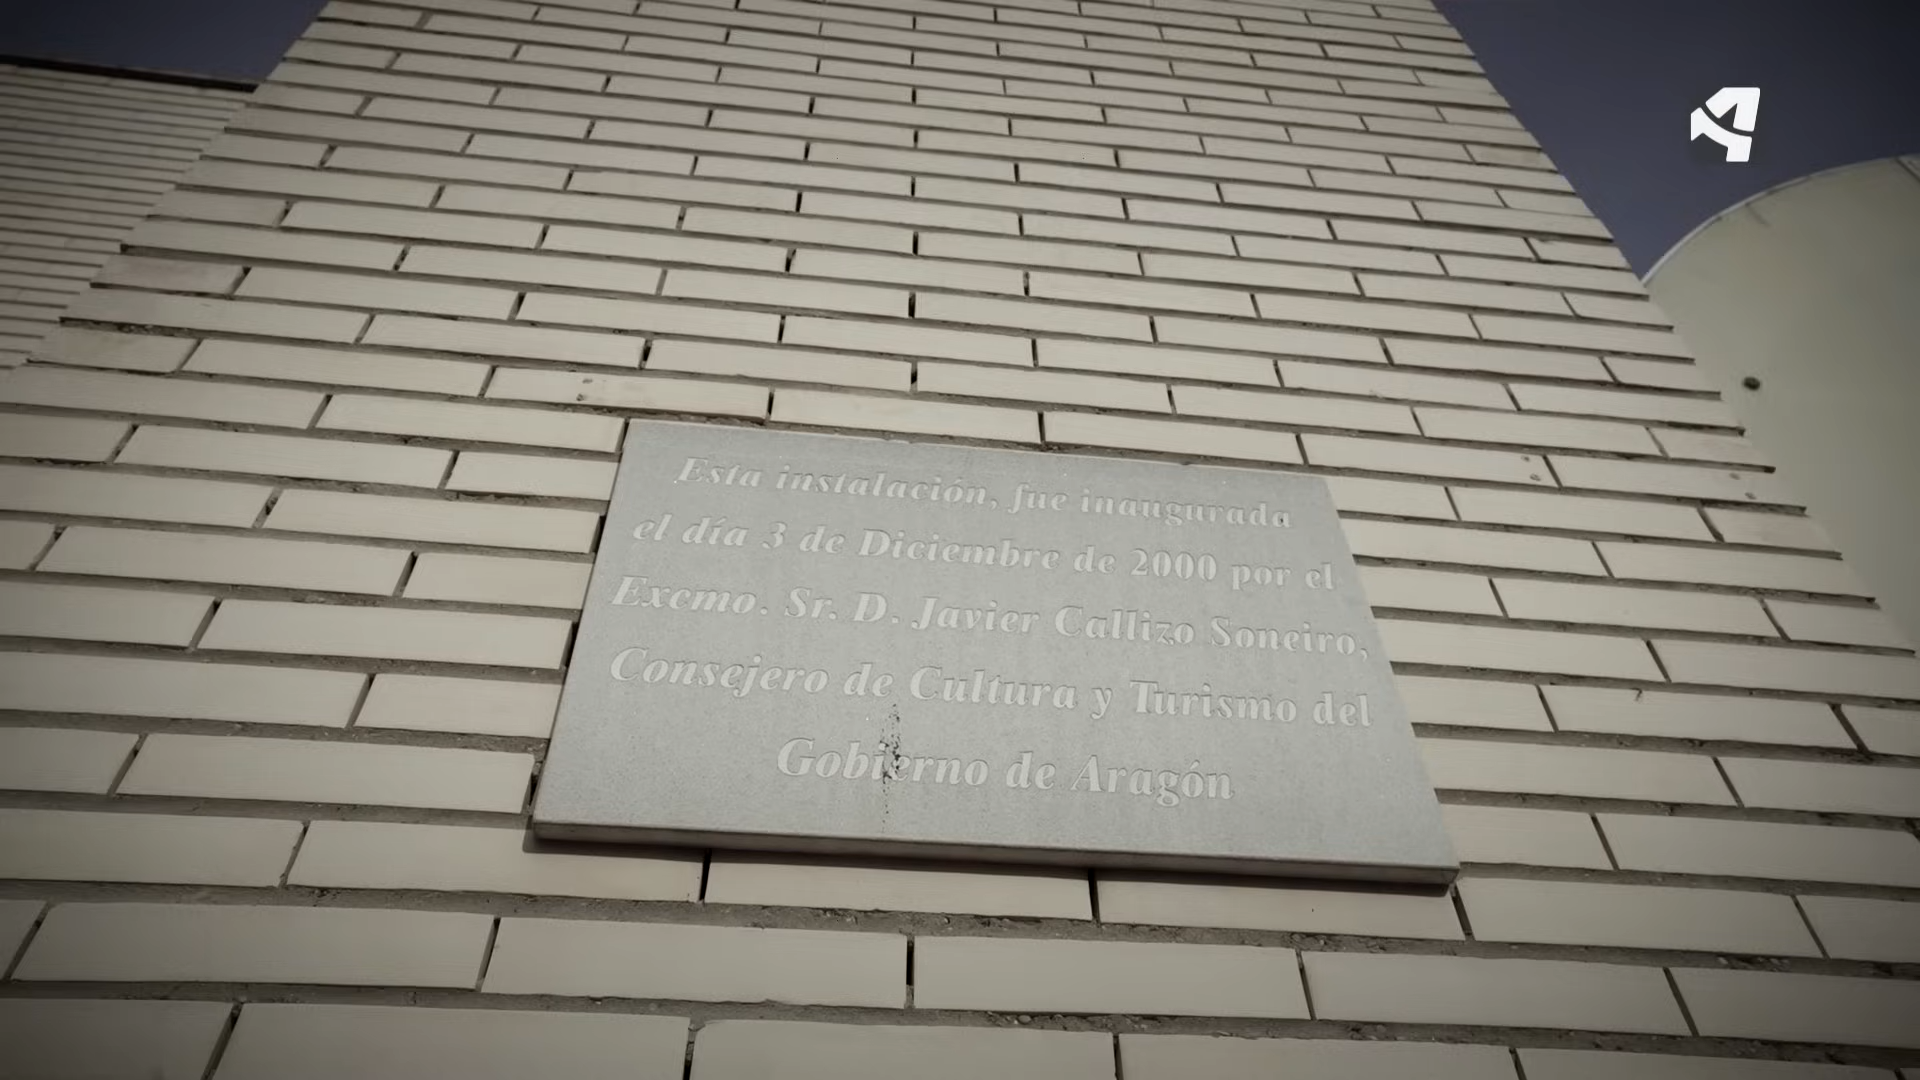 Esta instalación, fue inaugurada
el día 3 de Diciembre de 2000 por el
Excmo. Sr. D. Javier Callizo Soneiro,
Consejero de Cultura y Turismo del
Gobierno de Aragón